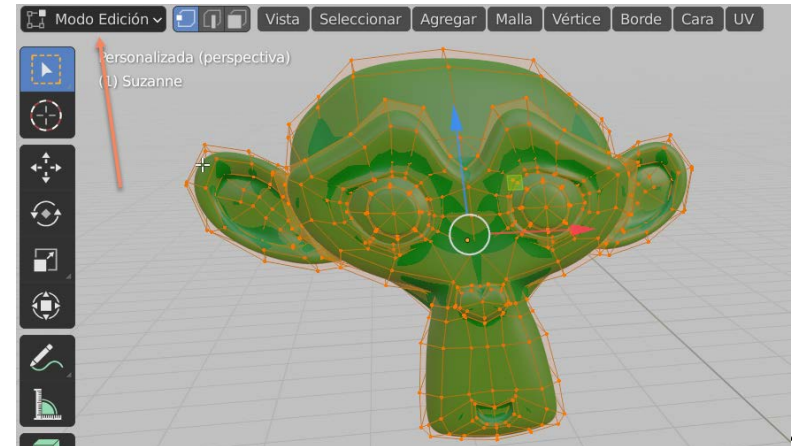 Modo Edición
Vista
Seleccionar
Agregar
Malla
Vértice
Borde
Cara
UV
Personalizada (perspectiva)
(1) Suzanne